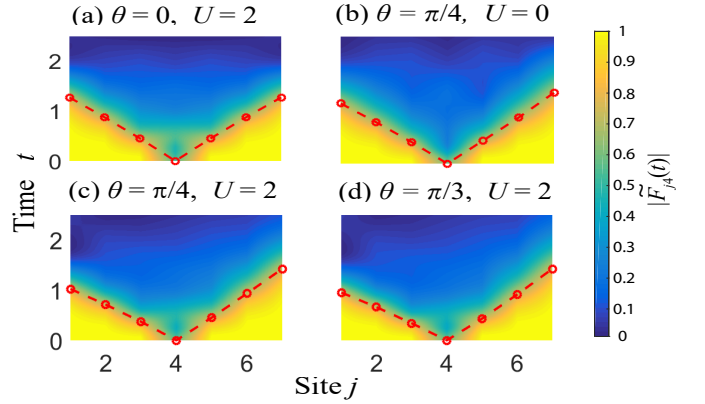 (a) θ = 0, U = 2
(b) θ = π/4, U = 0
2
1
0
(c) θ = π/4, U = 2
(d) θ = π/3, U = 2
2
1
0
2 4 6
2 4 6
Time t
Site j
1
0.9
0.8
0.7
0.6
0.5
0.4
0.3
0.2
0.1
0
|F̃j4(t)|